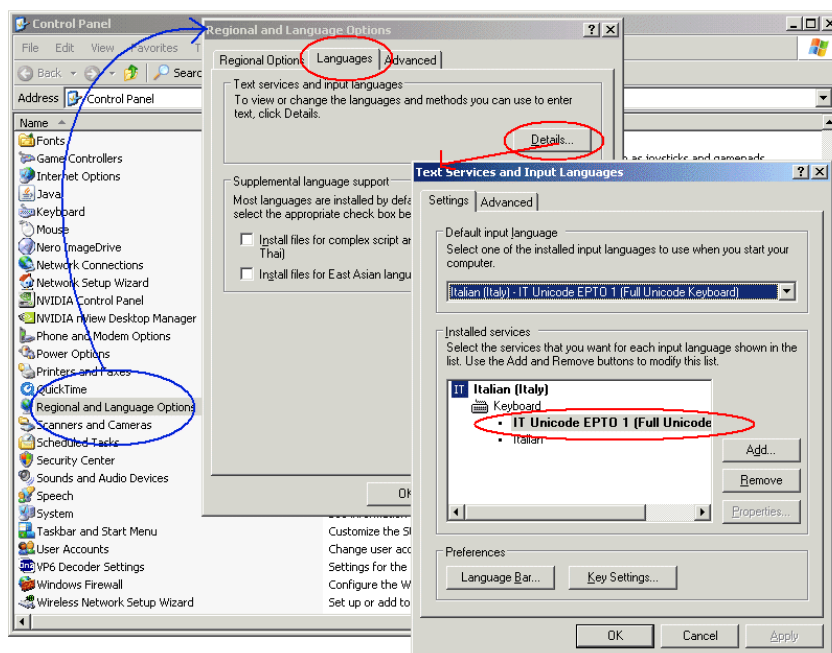 Control Panel
File Edit View Favorites T
Back Searc
Address Control Panel
Name
Fonts
Game Controllers
Internet Options
Java
Keyboard
Mouse
Nero ImageDrive
Network Connections
Network Setup Wizard
NVIDIA Control Panel
NVIDIA nView Desktop Manager
Phone and Modem Options
Power Options
Printers and Faxes
QuickTime
Regional and Language Options
Scanners and Cameras
Scheduled Tasks
Security Center
Sounds and Audio Devices
Speech
System
Taskbar and Start Menu
User Accounts
VP6 Decoder Settings
Windows Firewall
Wireless Network Setup Wizard
Customize the S
Change user acc
Settings for the
Configure the W
Set up or add to
as joysticks and gamepads
Regional and Language Options
Regional Options Languages Advanced
Text services and input languages
To view or change the languages and methods you can use to enter
text, click Details.
Details...
Supplemental language support
Most languages are installed by defa
select the appropriate check box be
Install files for complex script ar
Thai)
Install files for East Asian langu
OK
Text Services and Input Languages
Settings Advanced
Default input language
Select one of the installed input languages to use when you start your
computer.
Italian (Italy) - IT Unicode EPTO 1 (Full Unicode Keyboard)
Installed services
Select the services that you want for each input language shown in the
list. Use the Add and Remove buttons to modify this list.
IT Italian (Italy)
Keyboard
• IT Unicode EPTO 1 (Full Unicode
• Italian
Add...
Remove
Properties...
Preferences
Language Bar... Key Settings...
OK Cancel Apply